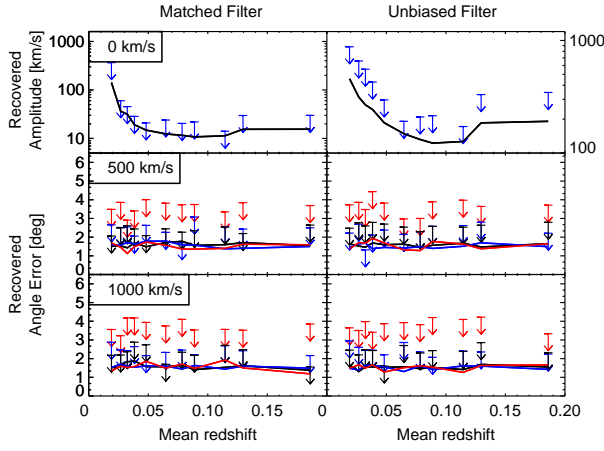 Matched Filter Unbiased Filter
Recovered
Amplitude [km/s]
1000
100
10
0 km/s
1000
100
Recovered
Angle Error [deg]
6
5
4
3
2
1
0
500 km/s
6
5
4
3
2
1
0
1000 km/s
0 0.05 0.10 0.15 0 0.05 0.10 0.15 0.20
Mean redshift Mean redshift